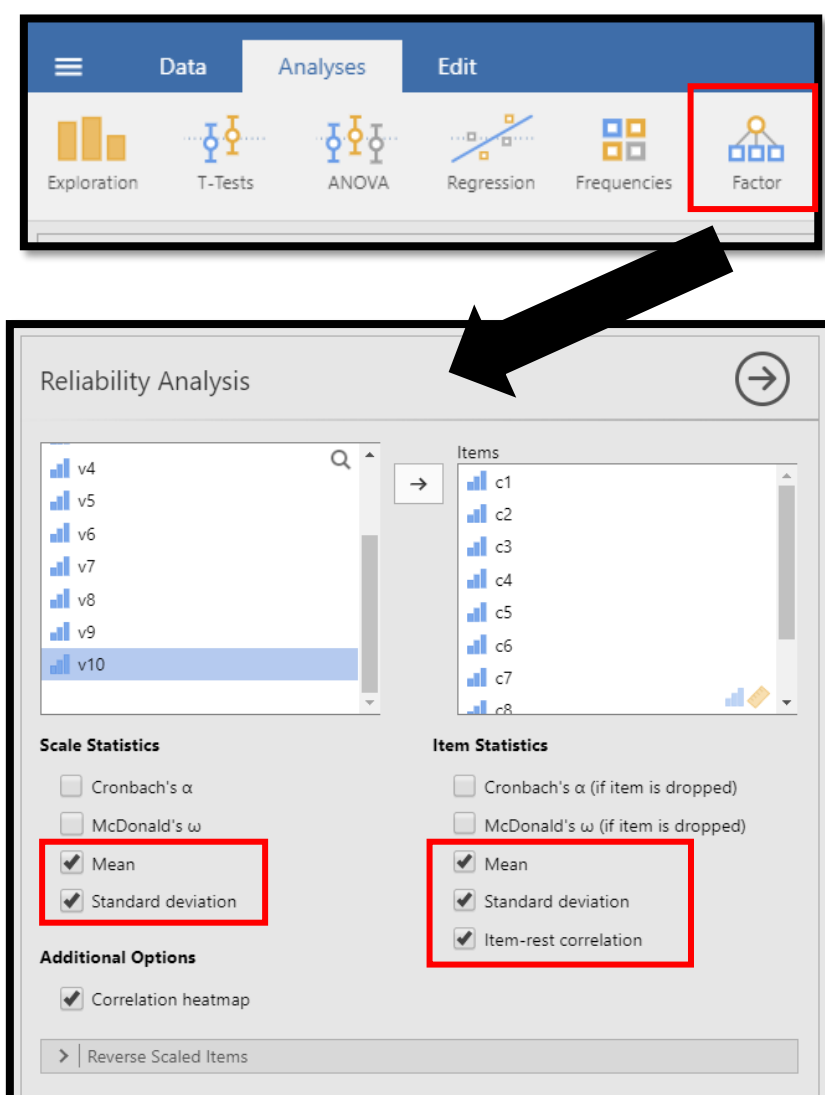 Data Analyses Edit
Exploration T-Tests ANOVA Regression Frequencies Factor
Reliability Analysis
v4
v5
v6
v7
v8
v9
v10
Items
c1
c2
c3
c4
c5
c6
c7
c8
Scale Statistics
Cronbach's α
McDonald's ω
Mean
Standard deviation
Item Statistics
Cronbach's α (if item is dropped)
McDonald's ω (if item is dropped)
Mean
Standard deviation
Item-rest correlation
Additional Options
Correlation heatmap
Reverse Scaled Items